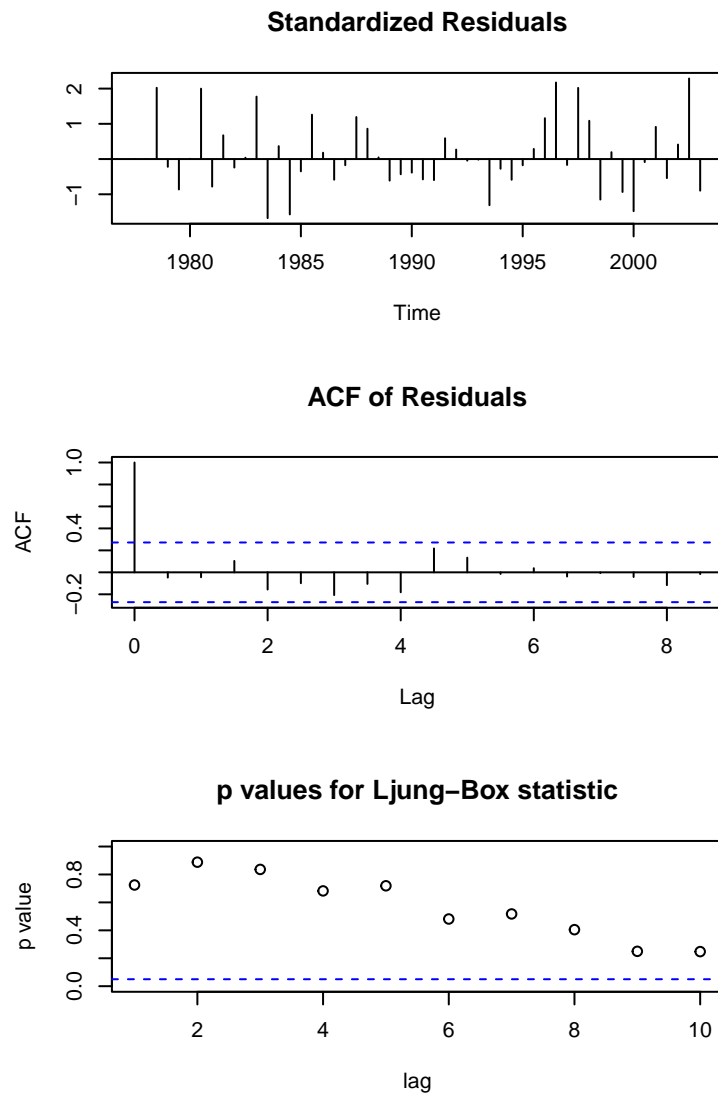 Standardized Residuals
2
1
−1
1980 1985 1990 1995 2000
Time
ACF of Residuals
1.0
0.4
−0.2
ACF
0 2 4 6 8
Lag
p values for Ljung−Box statistic
0.8
0.4
0.0
p value
2 4 6 8 10
lag